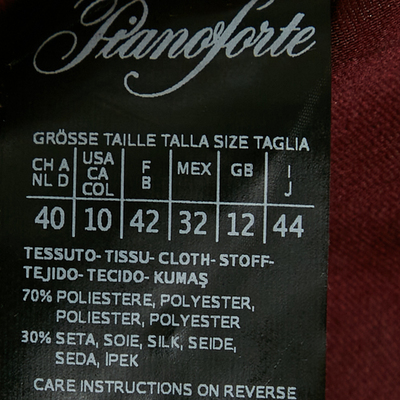 Pianoforte
GRÖSSE TAILLE TALLA SIZE TAGLIA
CH A NL D USA CA COL F B MEX GB I J
40 10 42 32 12 44
TESSUTO- TISSU- CLOTH- STOFF-
TEJIDO- TECIDO- KUMAŞ
70% POLIESTERE, POLYESTER,
POLIESTER, POLYESTER
30% SETA, SOIE, SILK, SEIDE,
SEDA, İPEK
CARE INSTRUCTIONS ON REVERSE